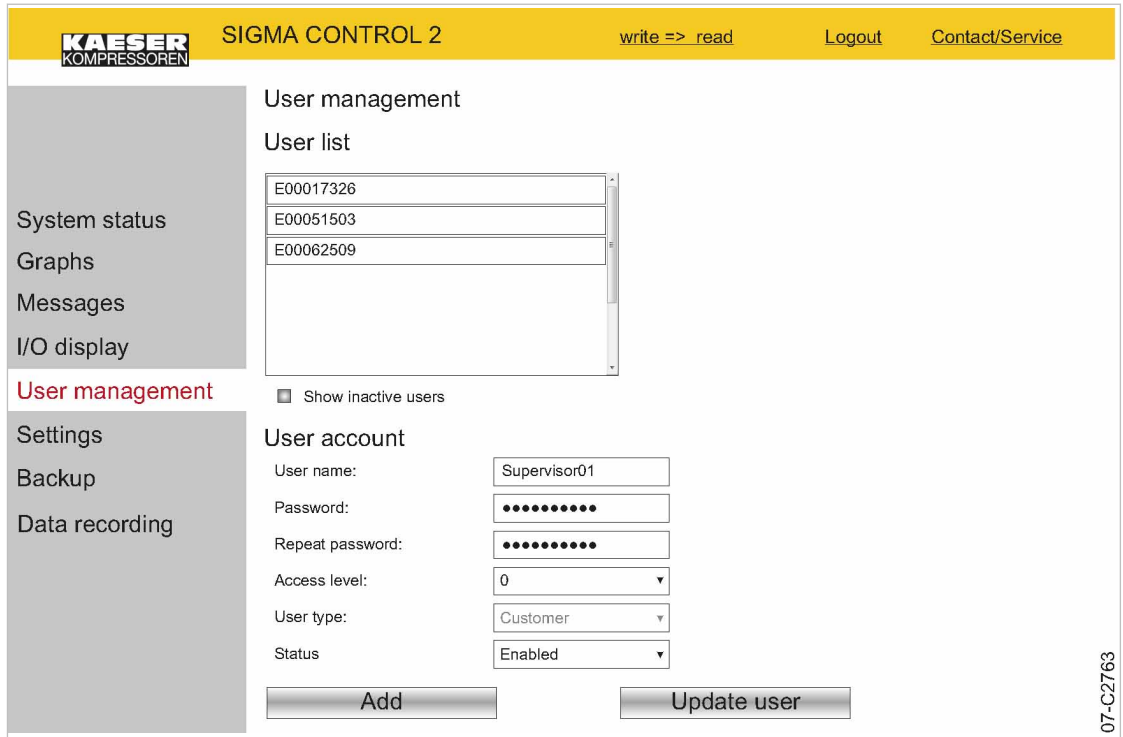 KAESER
KOMPRESSOREN
SIGMA CONTROL 2
write => read
Logout
Contact/Service
System status
Graphs
Messages
I/O display
User management
Settings
Backup
Data recording
User management
User list
E00017326
E00051503
E00062509
Show inactive users
User account
User name: Supervisor01
Password: ●●●●●●●●●●
Repeat password: ●●●●●●●●●●
Access level: 0
User type: Customer
Status Enabled
Add
Update user
07-C2763